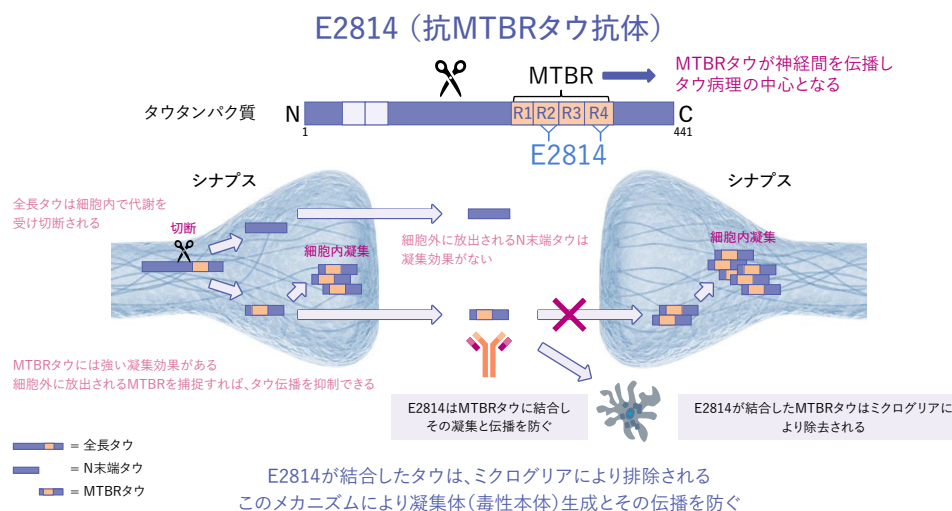 E2814（抗MTBRタウ抗体）
MTBR
MTBRタウが神経間を伝播し
タウ病理の中心となる
タウタンパク質
N
R1
R2
R3
R4
C
1
441
E2814
シナプス
シナプス
全長タウは細胞内で代謝を
受け切断される
切断
細胞内凝集
細胞外に放出されるN末端タウは
凝集効果がない
細胞内凝集
MTBRタウには強い凝集効果がある
細胞外に放出されるMTBRを捕捉すれば、タウ伝播を抑制できる
E2814はMTBRタウに結合し
その凝集と伝播を防ぐ
E2814が結合したMTBRタウはミクログリアに
より除去される
= 全長タウ
= N末端タウ
= MTBRタウ
E2814が結合したタウは、ミクログリアにより排除される
このメカニズムにより凝集体（毒性本体）生成とその伝播を防ぐ